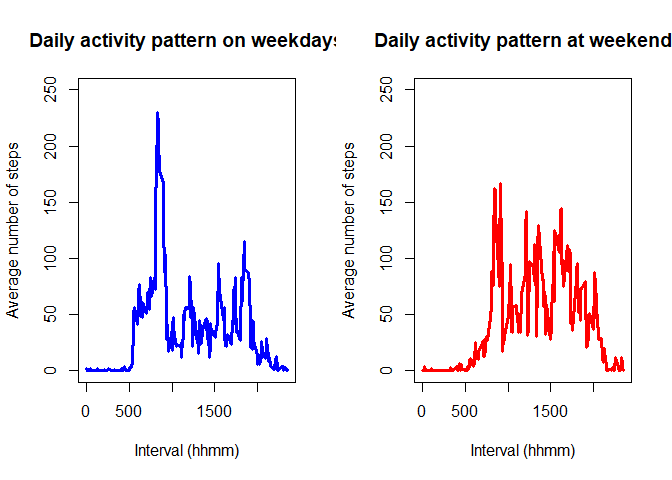 Daily activity pattern on weekdays
Average number of steps
250
200
150
100
50
0
0 500 1500
Interval (hhmm)
Daily activity pattern at weekend
Average number of steps
250
200
150
100
50
0
0 500 1500
Interval (hhmm)